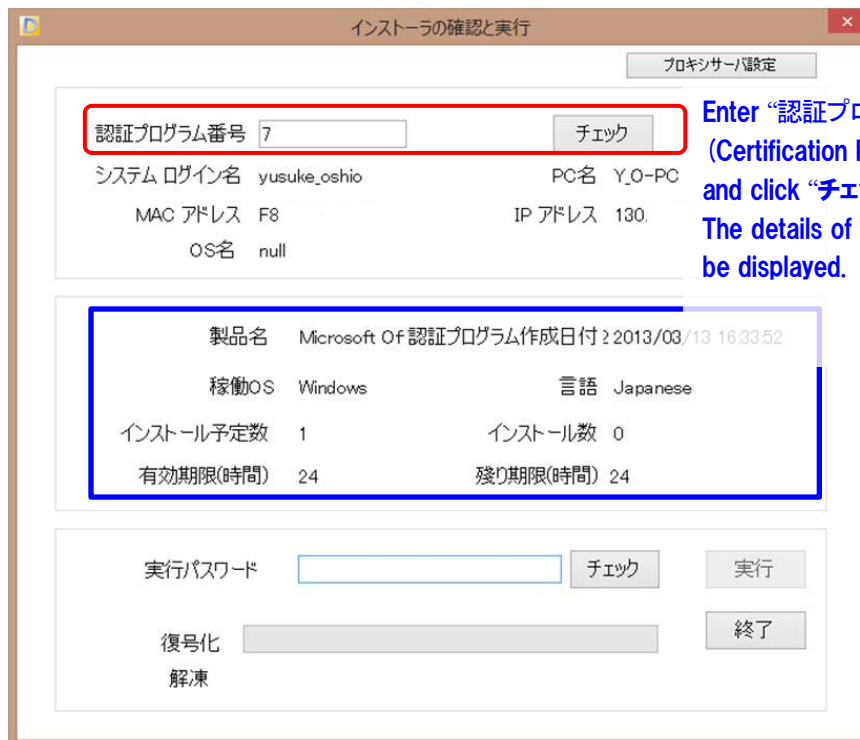 インストーラの確認と実行
プロキシサーバ設定
認証プログラム番号 7 チェック
システム ログイン名 yusuke_oshio PC名 Y_O-PC
MAC アドレス F8 IP アドレス 130.
OS名 null
Enter “認証プロ
(Certification
and click “チェ
The details of
be displayed.
製品名 Microsoft Of 認証プログラム作成日付 2013/03/13 16:33:52
稼働OS Windows 言語 Japanese
インストール予定数 1 インストール数 0
有効期限(時間) 24 残り期限(時間) 24
実行パスワード チェック 実行
復号化 終了
解凍